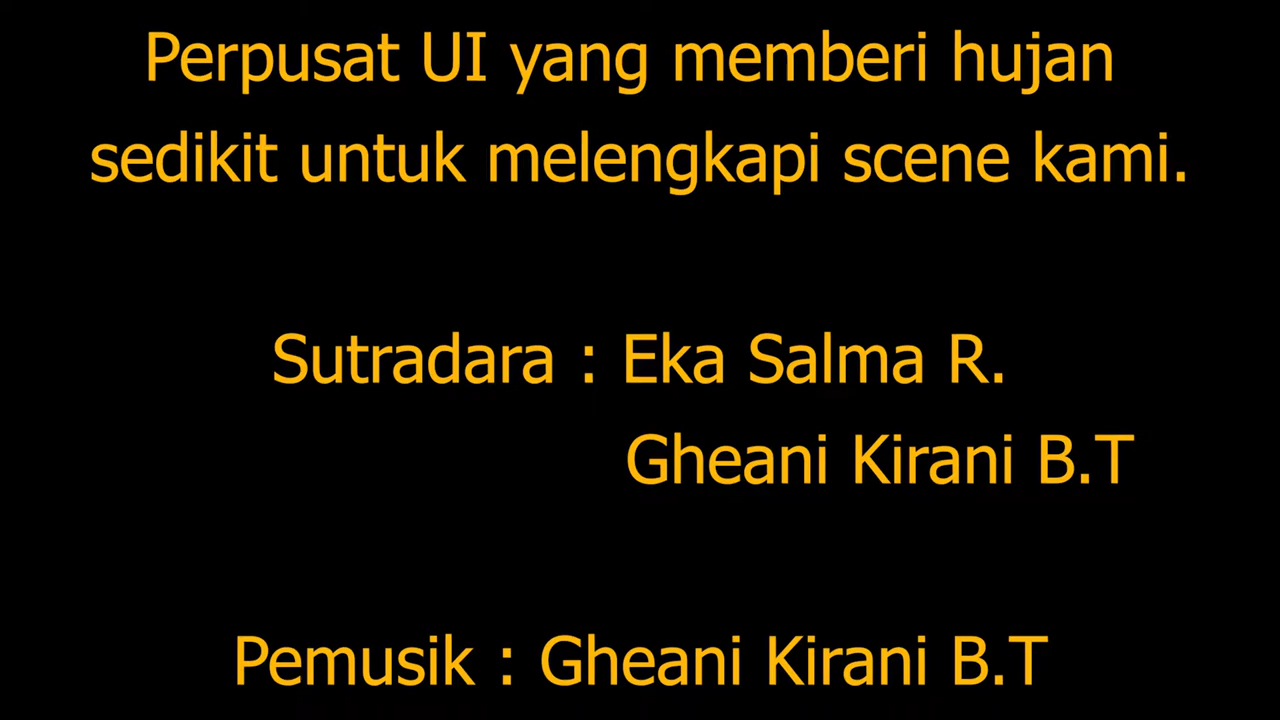 Perpusat UI yang memberi hujan
sedikit untuk melengkapi scene kami.
Sutradara : Eka Salma R.
Gheani Kirani B.T
Pemusik : Gheani Kirani B.T